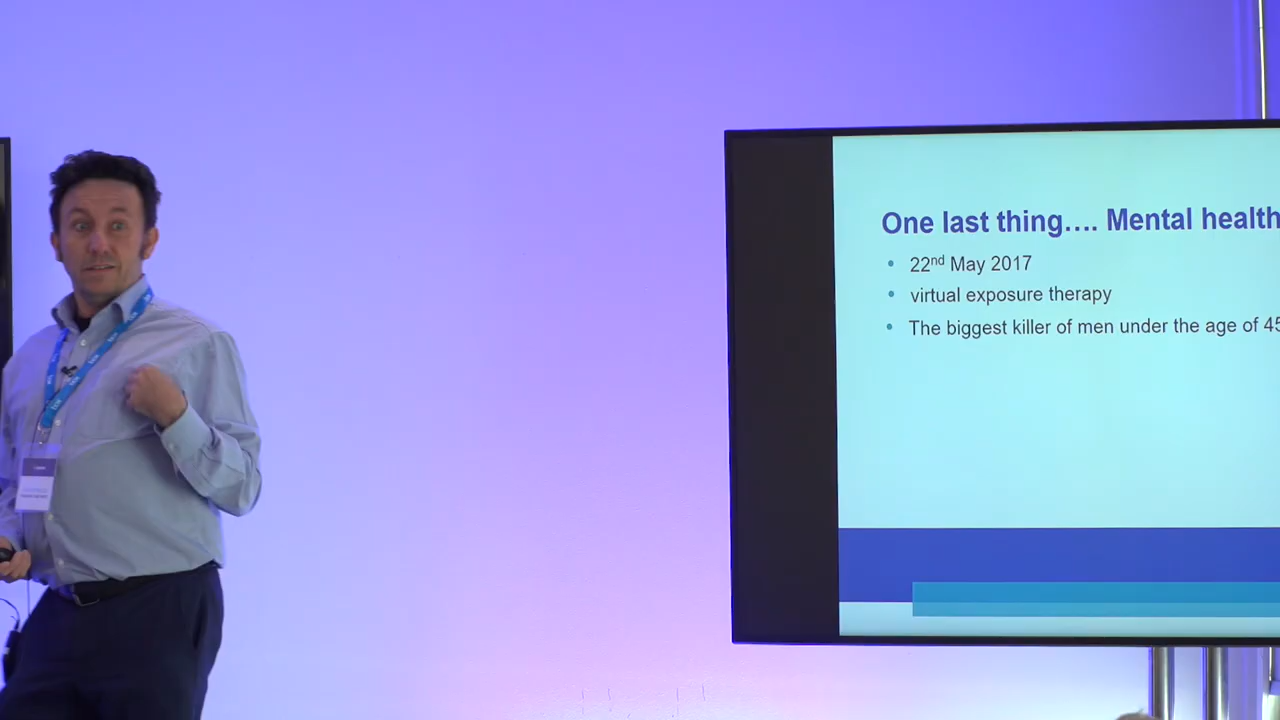 One last thing…. Mental health
22nd May 2017
virtual exposure therapy
The biggest killer of men under the age of 45